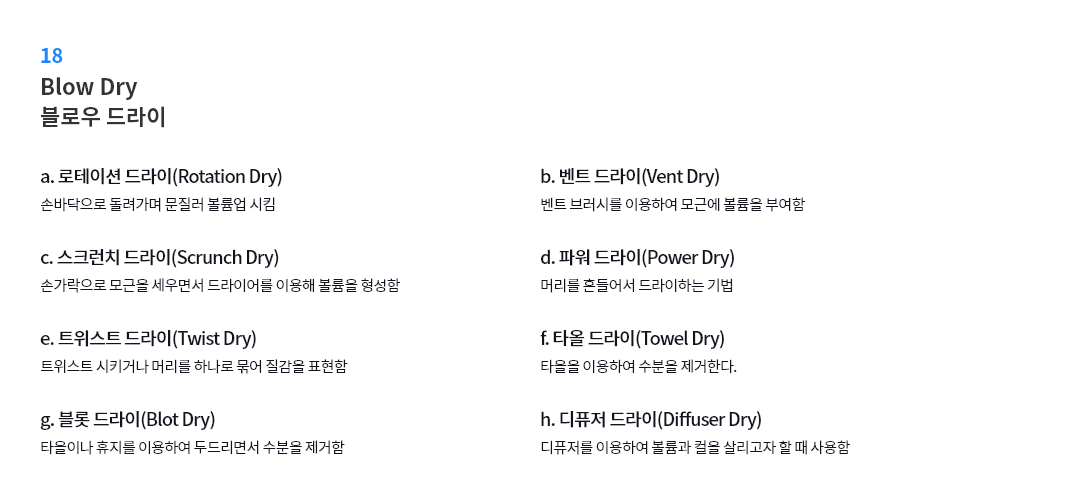 18
Blow Dry
블로우 드라이
a. 로테이션 드라이(Rotation Dry)
손바닥으로 돌려가며 문질러 볼륨업 시킴
b. 벤트 드라이(Vent Dry)
벤트 브러시를 이용하여 모근에 볼륨을 부여함
c. 스크런치 드라이(Scrunch Dry)
손가락으로 모근을 세우면서 드라이어를 이용해 볼륨을 형성함
d. 파워 드라이(Power Dry)
머리를 흔들어서 드라이하는 기법
e. 트위스트 드라이(Twist Dry)
트위스트 시키거나 머리를 하나로 묶어 질감을 표현함
f. 타올 드라이(Towel Dry)
타올을 이용하여 수분을 제거한다.
g. 블롯 드라이(Blot Dry)
타올이나 휴지를 이용하여 두드리면서 수분을 제거함
h. 디퓨저 드라이(Diffuser Dry)
디퓨저를 이용하여 볼륨과 컬을 살리고자 할 때 사용함